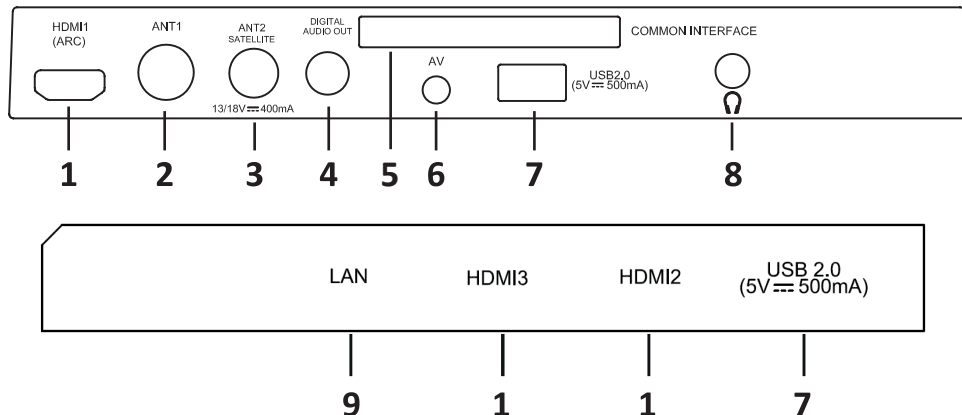 HDMI1
(ARC)
ANT1
ANT2
SATELLITE
13/18V⎓400mA
DIGITAL
AUDIO OUT
COMMON INTERFACE
AV
USB2.0
(5V⎓500mA)
1
2
3
4
5
6
7
8
LAN
HDMI3
HDMI2
USB 2.0
(5V⎓500mA)
9
1
1
7